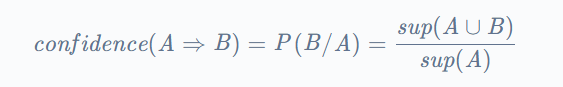 confidence(A ⇒ B) = P(B/A) = sup(A ∪ B) / sup(A)